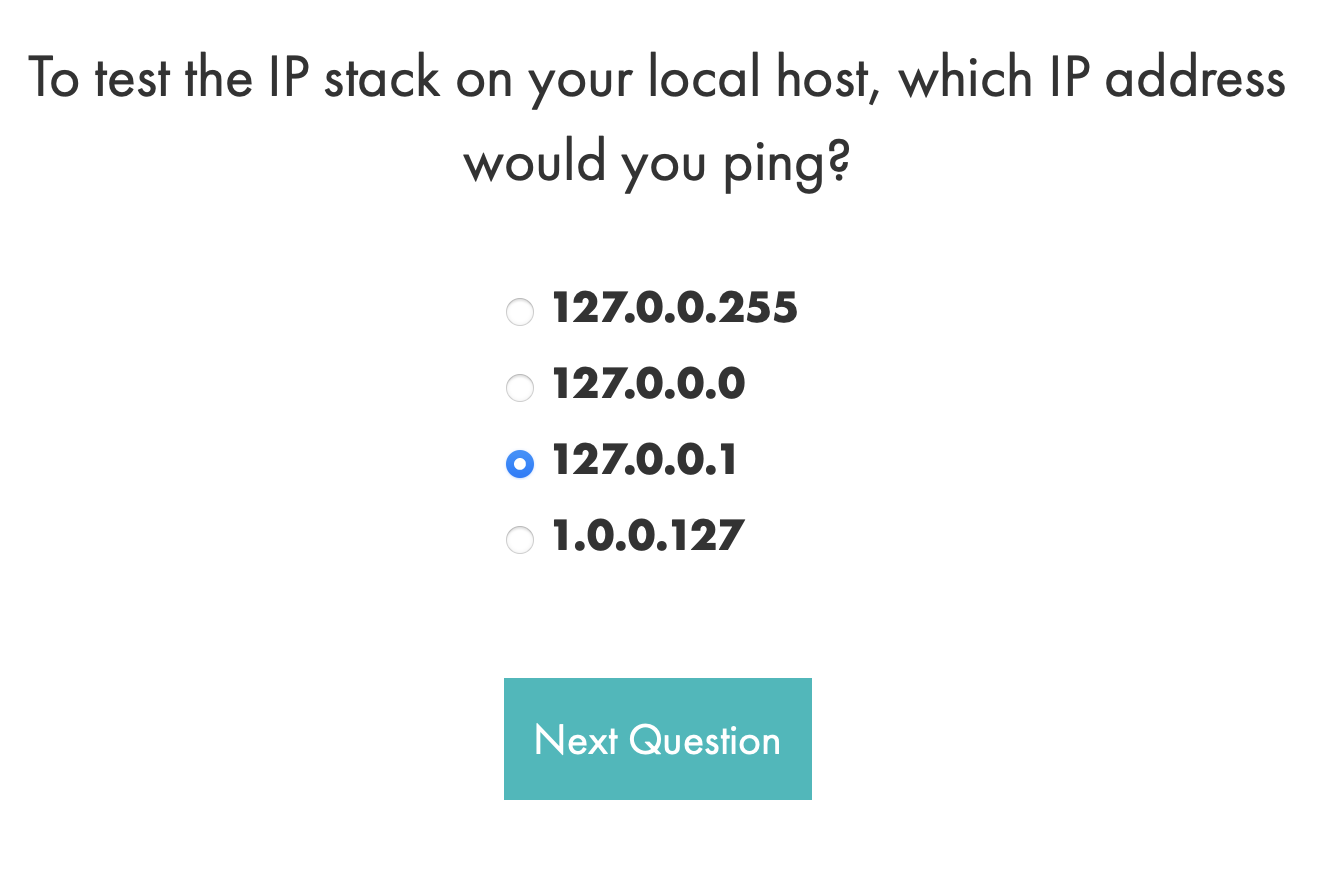 To test the IP stack on your local host, which IP address
would you ping?
127.0.0.255
127.0.0.0
127.0.0.1
1.0.0.127
Next Question